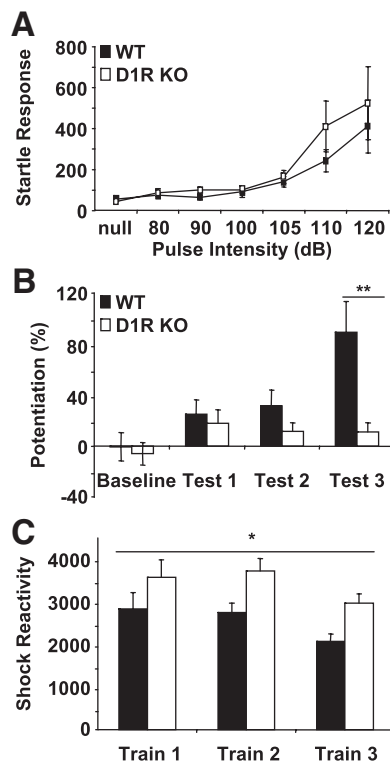 A
800
WT
D1R KO
600
400
200
0
Startle Response
null 80 90 100 105 110 120
Pulse Intensity (dB)
B
120
WT
D1R KO
**
80
40
0
-40
Potentiation (%)
Baseline Test 1 Test 2 Test 3
C
*
4000
3000
2000
1000
0
Shock Reactivity
Train 1 Train 2 Train 3